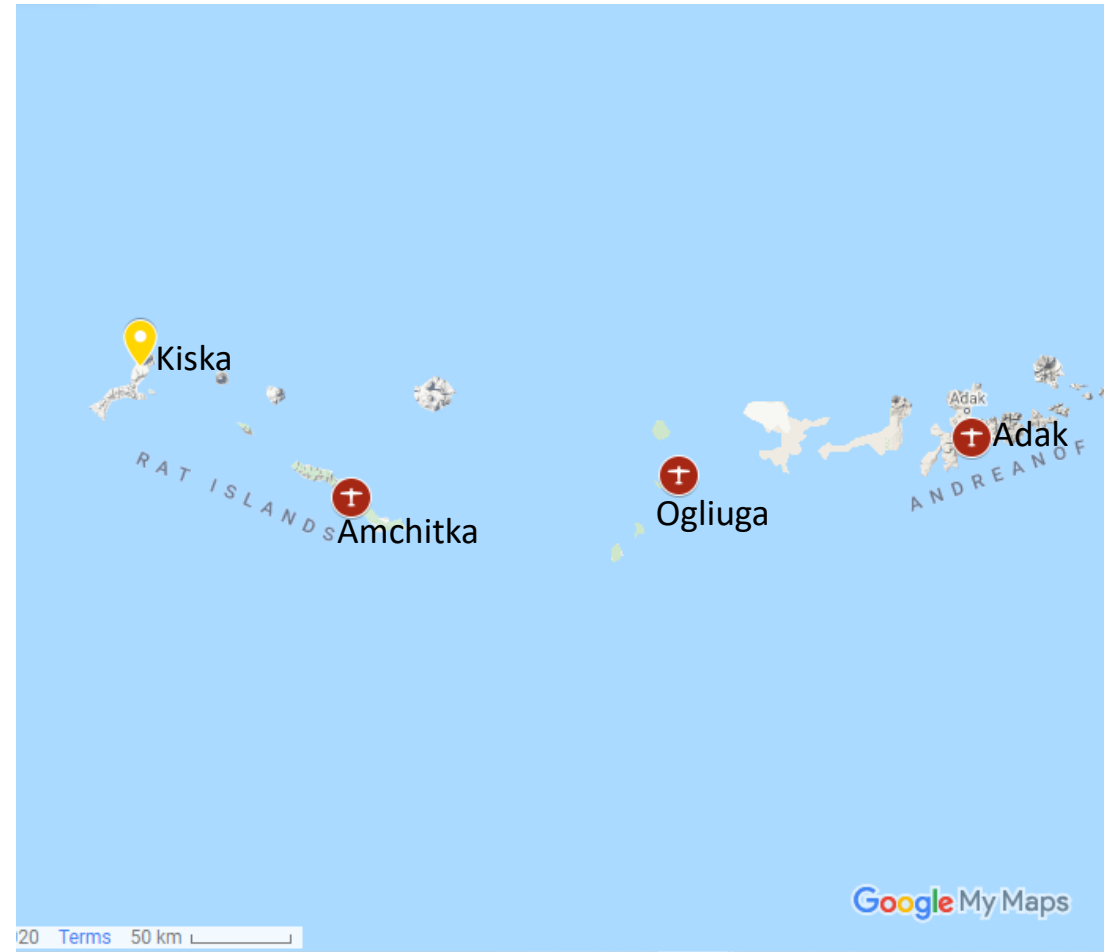 Kiska
Adak
Adak
RAT ISLANDS
ANDREANOF
Ogliuga
Amchitka
Google My Maps
20 Terms 50 km